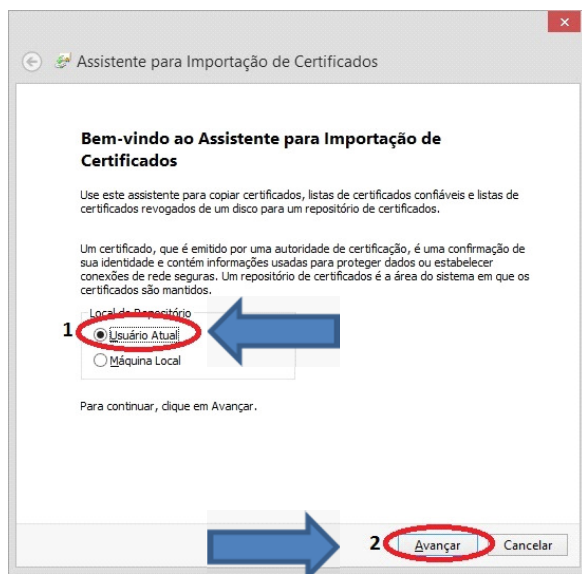 Assistente para Importação de Certificados
Bem-vindo ao Assistente para Importação de
Certificados
Use este assistente para copiar certificados, listas de certificados confiáveis e listas de
certificados revogados de um disco para um repositório de certificados.
Um certificado, que é emitido por uma autoridade de certificação, é uma confirmação de
sua identidade e contém informações usadas para proteger dados ou estabelecer
conexões de rede seguras. Um repositório de certificados é a área do sistema em que os
certificados são mantidos.
Local de Repositório
1 Usuário Atual
Máquina Local
Para continuar, clique em Avançar.
2 Avançar Cancelar